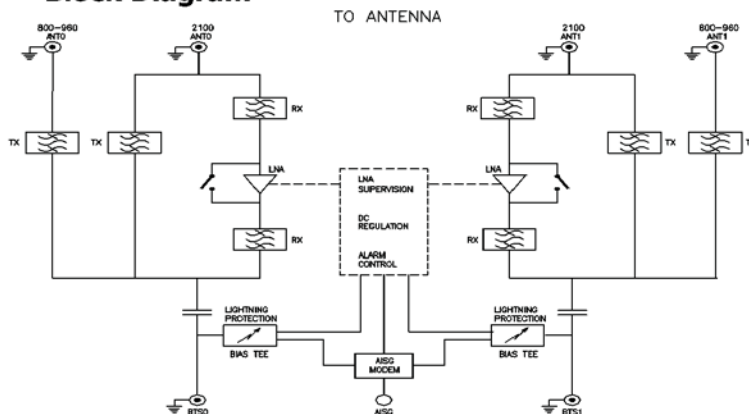 Block Diagram
TO ANTENNA
800-960
ANT0
2100
ANT0
2100
ANT1
800-960
ANT1
RX
RX
TX
TX
TX
LNA
LNA
SUPERVISION
LNA
DC
REGULATION
RX
RX
ALARM
CONTROL
LIGHTNING
PROTECTION
LIGHTNING
PROTECTION
BIAS TEE
BIAS TEE
AISG
MODEM
BTS0
AISG
BTS1